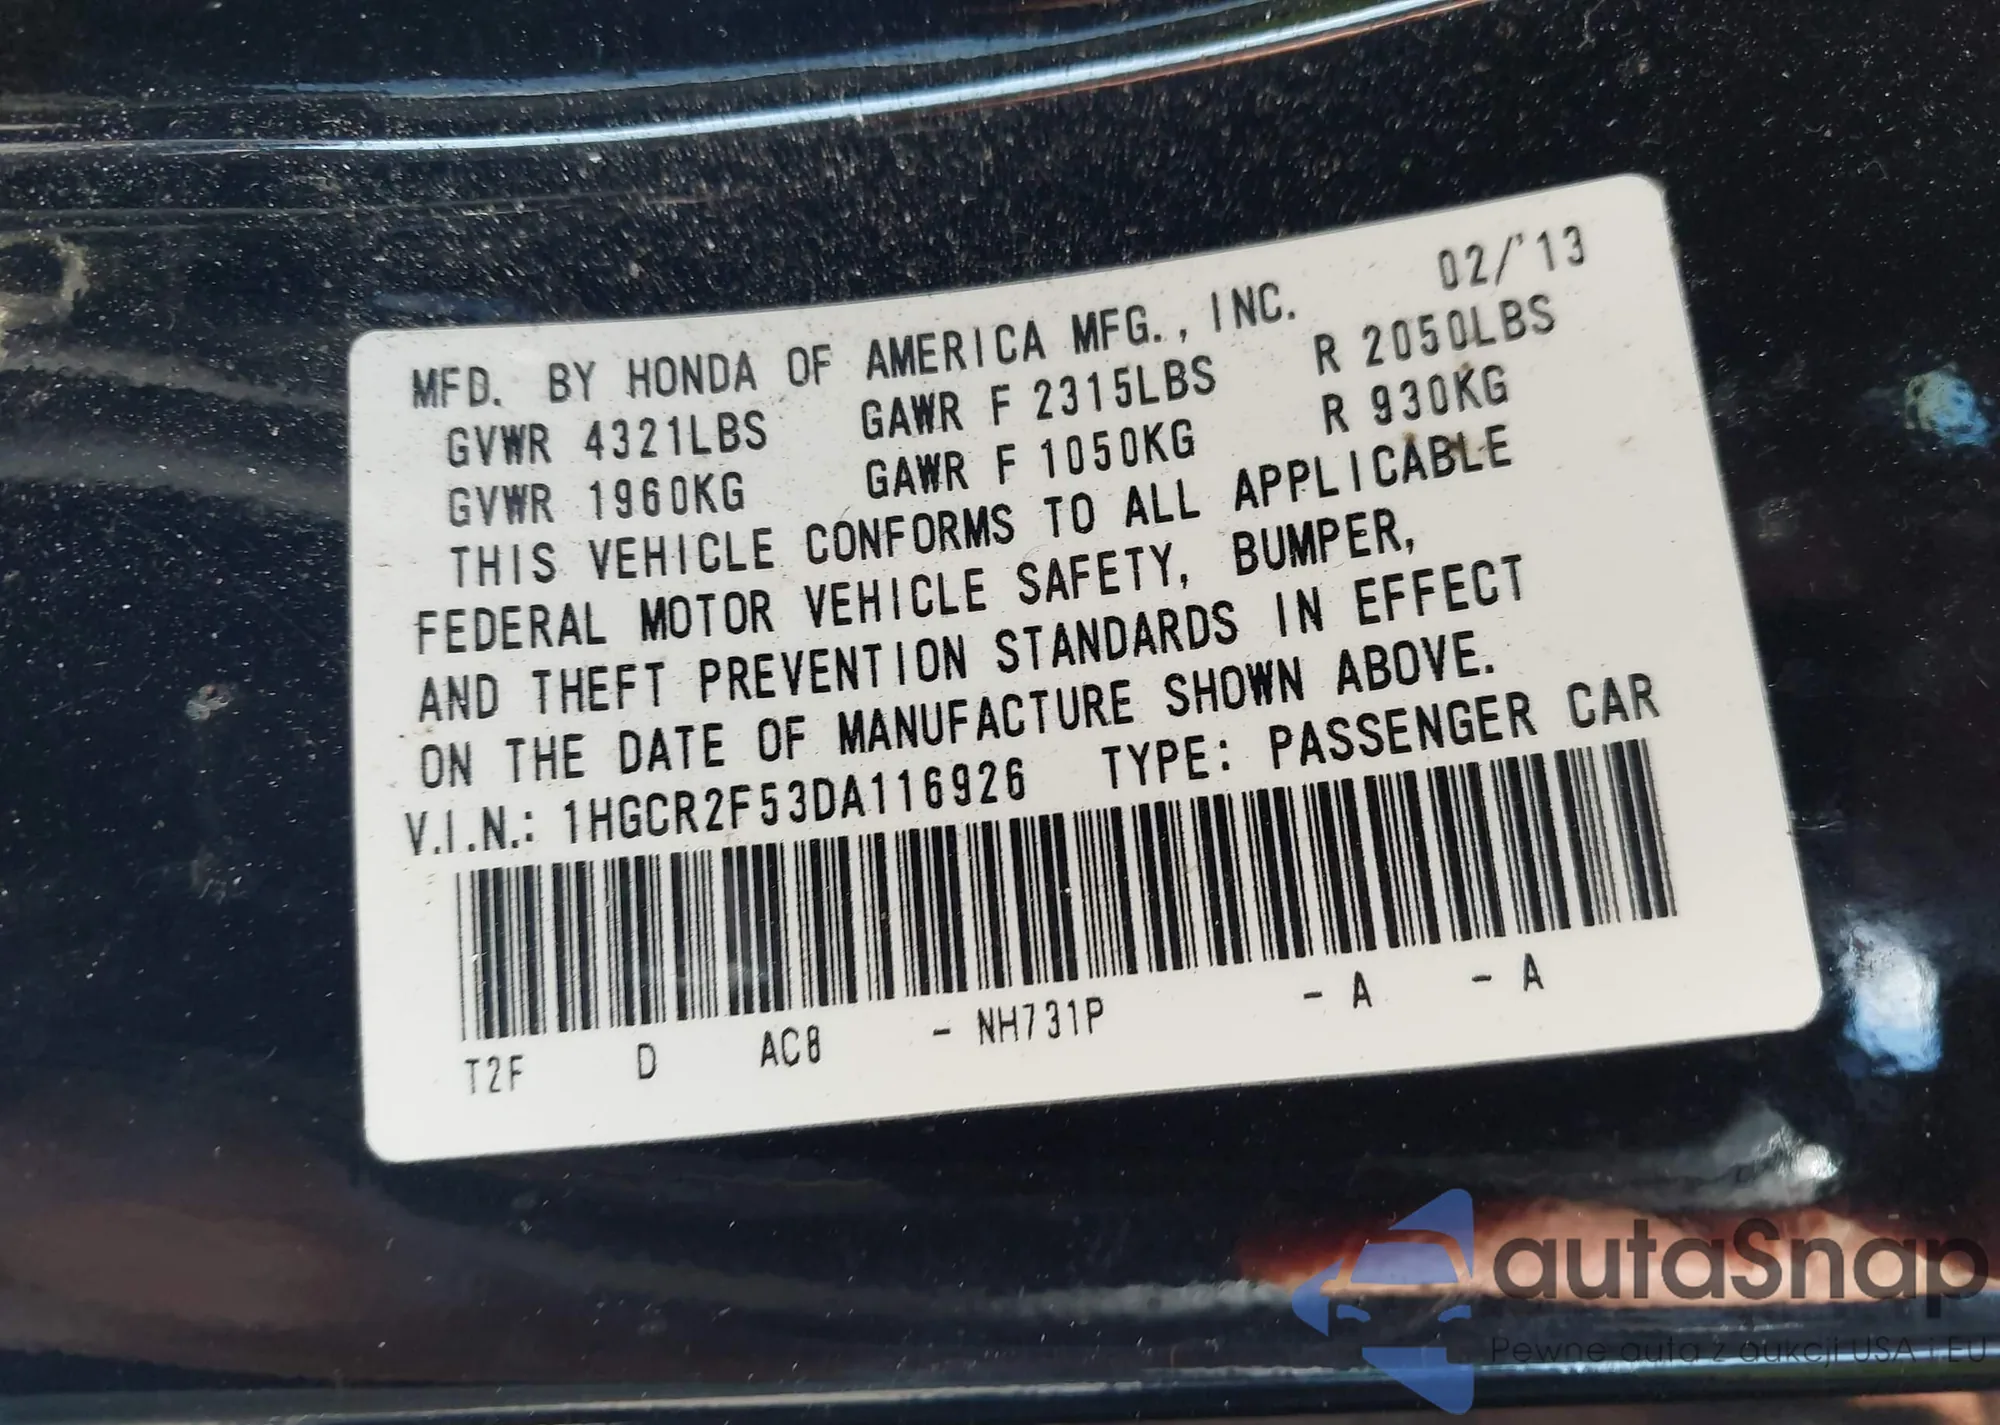 MFD. BY HONDA OF AMERICA MFG., INC. 02/'13
GVWR 4321LBS GAWR F 2315LBS R 2050LBS
GVWR 1960KG GAWR F 1050KG R 930KG
THIS VEHICLE CONFORMS TO ALL APPLICABLE
FEDERAL MOTOR VEHICLE SAFETY, BUMPER,
AND THEFT PREVENTION STANDARDS IN EFFECT
ON THE DATE OF MANUFACTURE SHOWN ABOVE.
V.I.N.: 1HGCR2F53DA116926 TYPE: PASSENGER CAR
T2F D AC8 - NH731P - A - A
autaSnap
Pewne auta z aukcji USA i EU